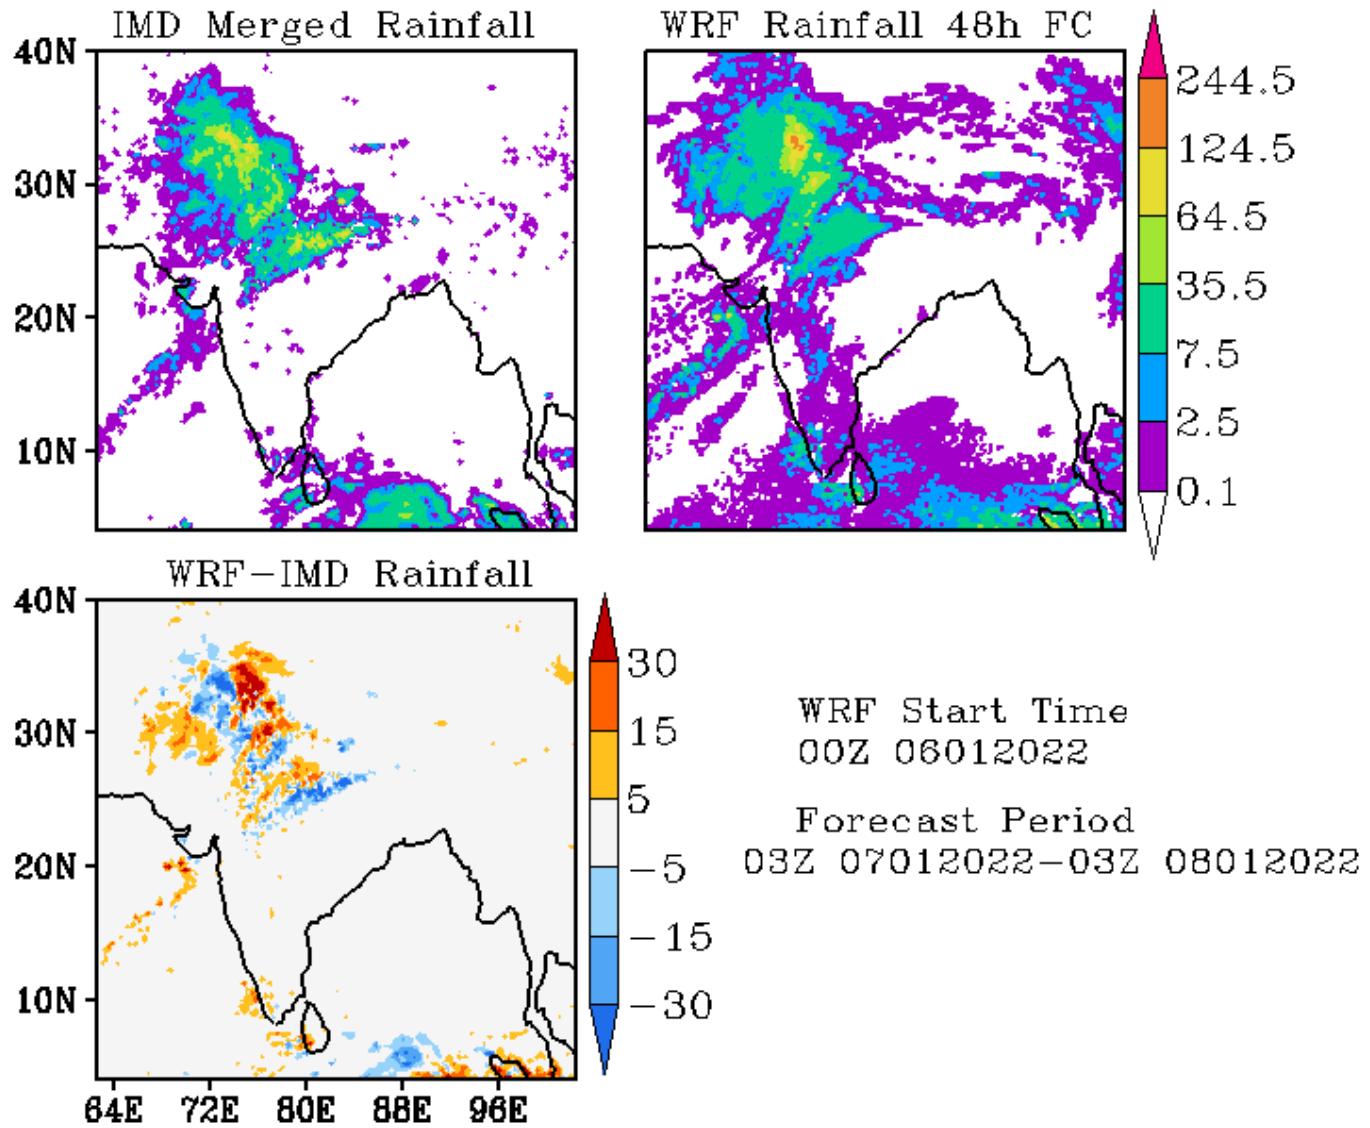 IMD Merged Rainfall
WRF Rainfall 48h FC
40N
30N
20N
10N
244.5
124.5
64.5
35.5
7.5
2.5
0.1
WRF-IMD Rainfall
40N
30N
20N
10N
64E 72E 80E 88E 96E
30
15
5
-5
-15
-30
WRF Start Time
00Z 06012022
Forecast Period
03Z 07012022-03Z 08012022